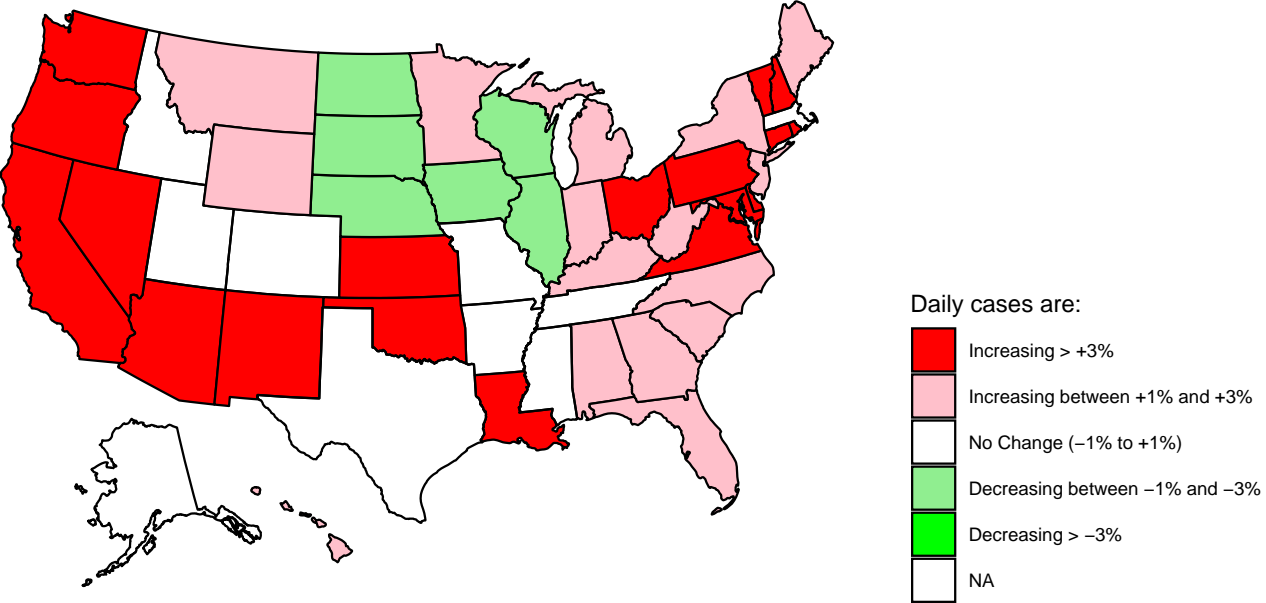 Daily cases are:
Increasing > +3%
Increasing between +1% and +3%
No Change (−1% to +1%)
Decreasing between −1% and −3%
Decreasing > −3%
NA